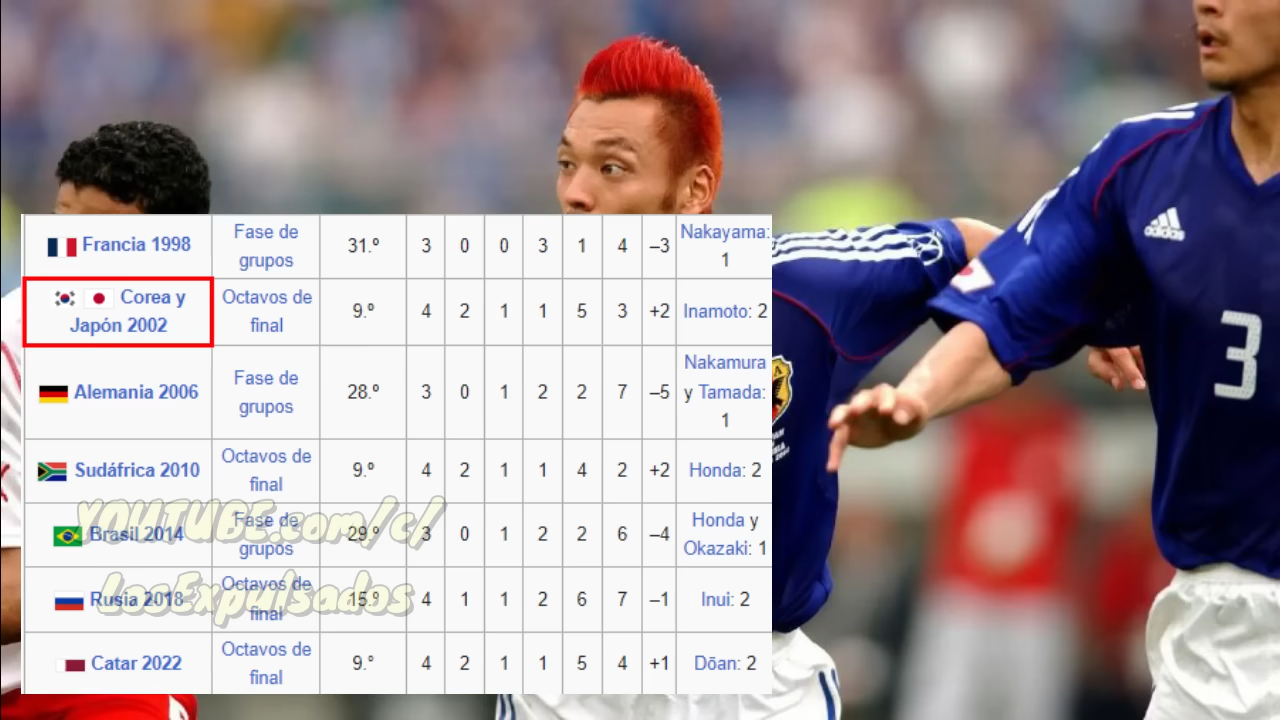 Francia 1998 Fase de grupos 31.º 3 0 0 3 1 4 –3 Nakayama: 1
Corea y Japón 2002 Octavos de final 9.º 4 2 1 1 5 3 +2 Inamoto: 2
Alemania 2006 Fase de grupos 28.º 3 0 1 2 2 7 –5 Nakamura y Tamada: 1
Sudáfrica 2010 Octavos de final 9.º 4 2 1 1 4 2 +2 Honda: 2
Brasil 2014 Fase de grupos 29.º 3 0 1 2 2 6 –4 Honda y Okazaki: 1
Rusia 2018 Octavos de final 15.º 4 1 1 2 6 7 –1 Inui: 2
Catar 2022 Octavos de final 9.° 4 2 1 1 5 4 +1 Dōan: 2
YOUTUBE.com/c/
LosExpulsados
adidas
3